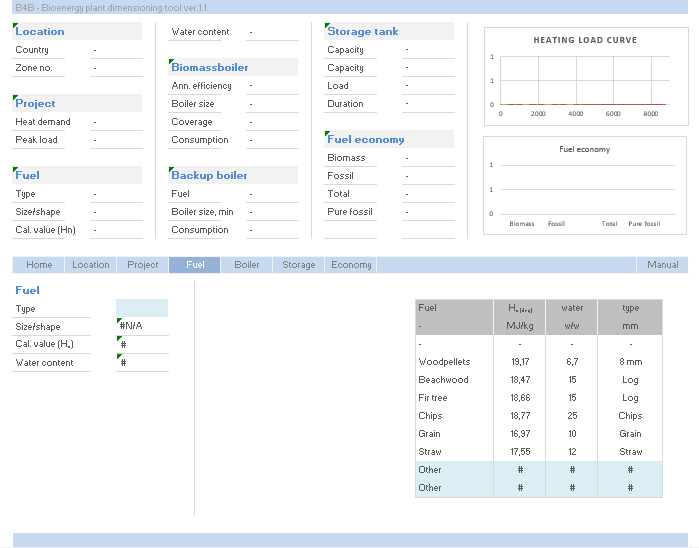 B4B - Bioenergy plant dimensioning tool ver.1.1
Location
Country -
Zone no. -
Project
Heat demand -
Peak load -
Fuel
Type -
Size/shape -
Cal. value (Hn) -
Water content -
Biomassboiler
Ann. efficiency -
Boiler size -
Coverage -
Consumption -
Backup boiler
Fuel -
Boiler size, min -
Consumption -
Storage tank
Capacity -
Capacity -
Load -
Duration -
Fuel economy
Biomass -
Fossil -
Total -
Pure fossil -
HEATING LOAD CURVE
1
1
0
0 2000 4000 6000 8000
Fuel economy
1
1
0
Biomass Fossil Total Pure fossil
Home Location Project Fuel Boiler Storage Economy Manual
Fuel
Type
Size/shape #N/A
Cal. value (Hn) #
Water content #
Fuel Hn (dry) water type
- MJ/kg w/w mm
- - - -
Woodpellets 19,17 6,7 8 mm
Beachwood 18,47 15 Log
Fir tree 18,66 15 Log
Chips 18,77 25 Chips
Grain 16,97 10 Grain
Straw 17,55 12 Straw
Other # # #
Other # # #